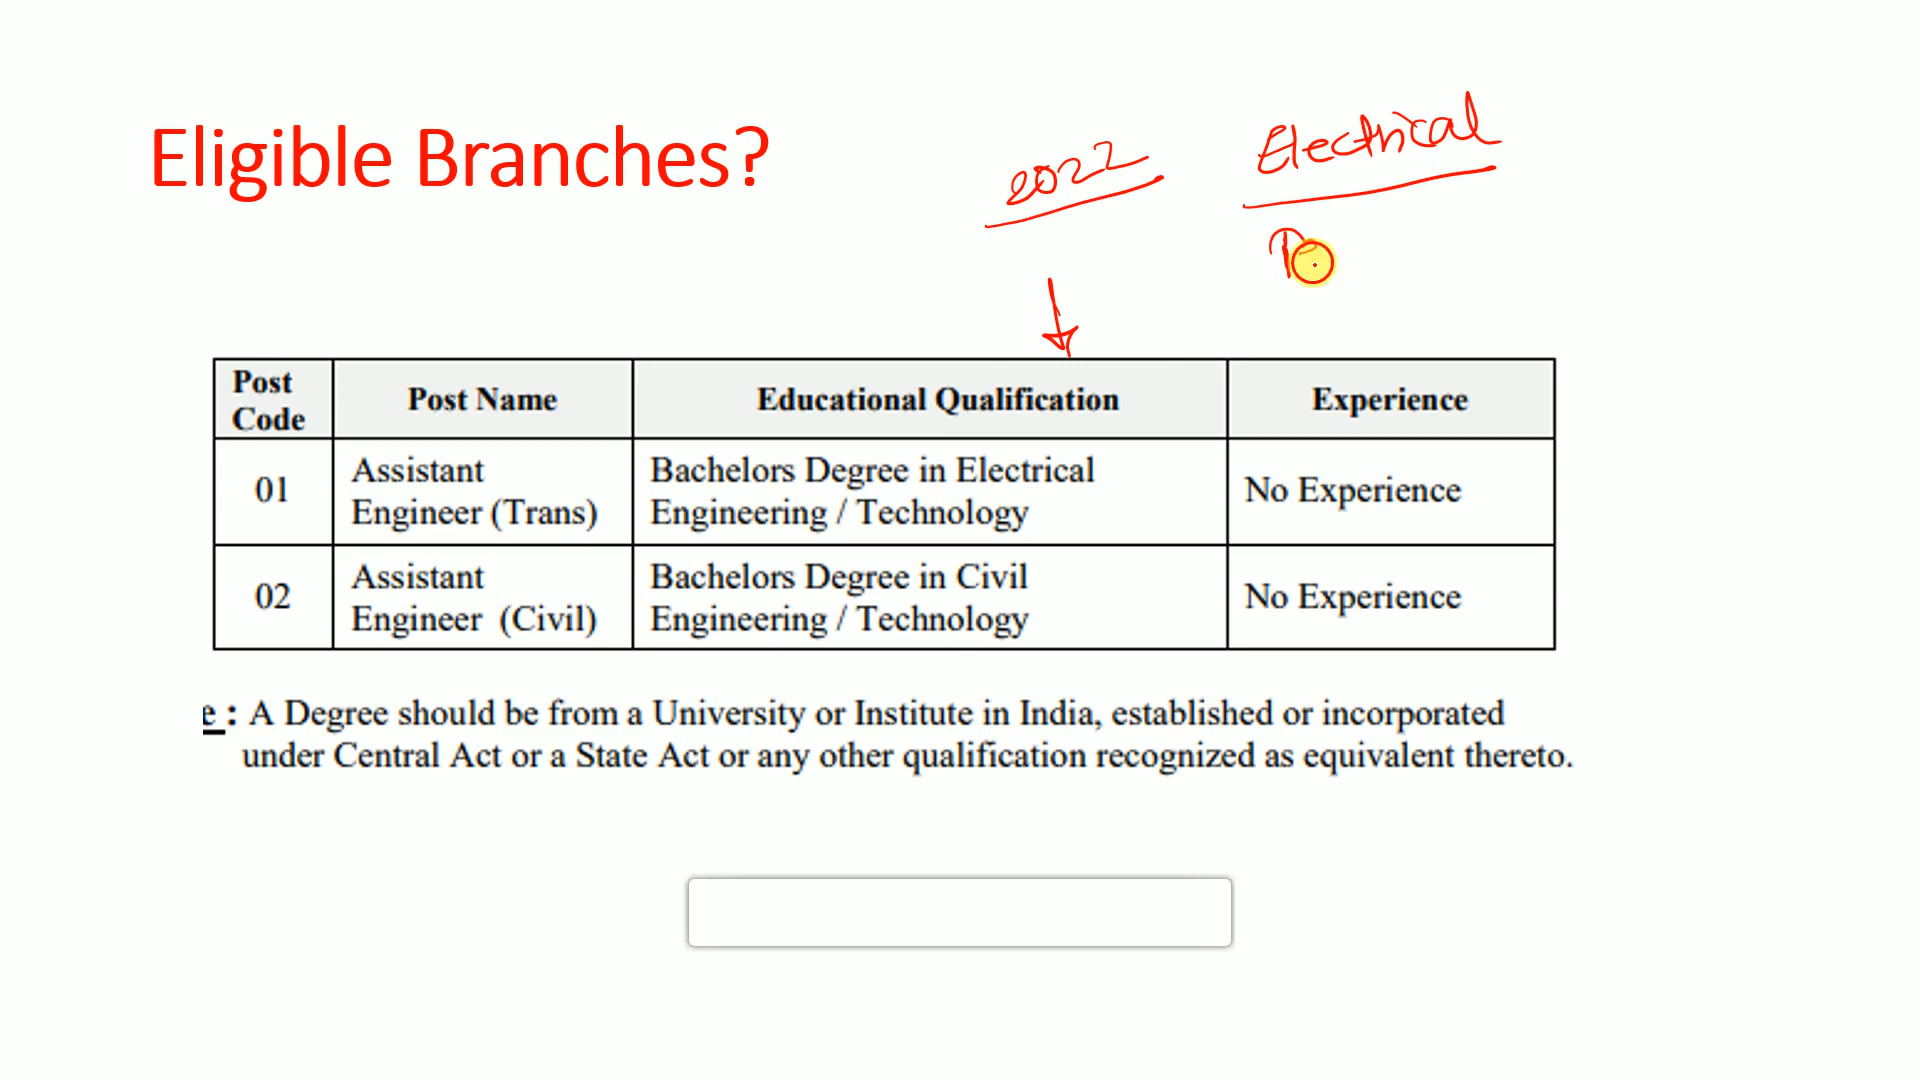 Eligible Branches?
2022
Electrical
Post Code
Post Name
Educational Qualification
Experience
01
Assistant
Engineer (Trans)
Bachelors Degree in Electrical
Engineering / Technology
No Experience
02
Assistant
Engineer (Civil)
Bachelors Degree in Civil
Engineering / Technology
No Experience
e : A Degree should be from a University or Institute in India, established or incorporated
under Central Act or a State Act or any other qualification recognized as equivalent thereto.